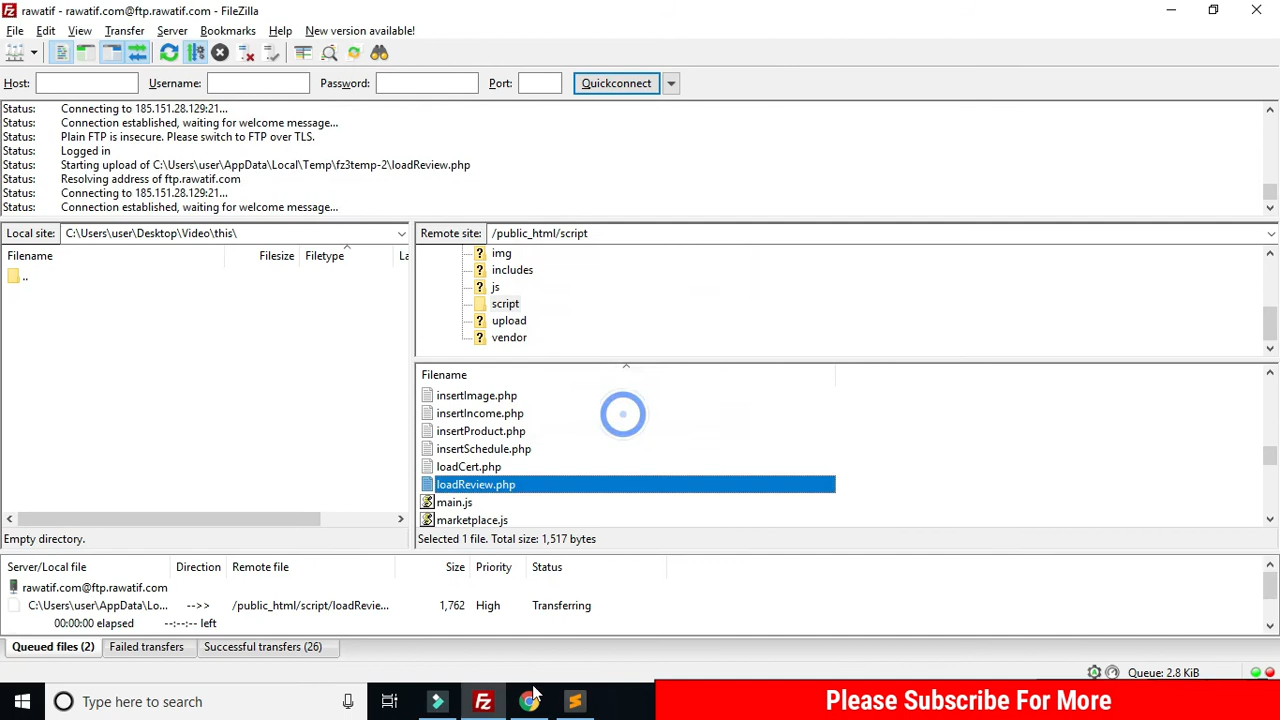 rawatif - rawatif.com@ftp.rawatif.com - FileZilla
File Edit View Transfer Server Bookmarks Help New version available!
Host: Username: Password: Port: Quickconnect
Status: Connecting to 185.151.28.129:21...
Status: Connection established, waiting for welcome message...
Status: Plain FTP is insecure. Please switch to FTP over TLS.
Status: Logged in
Status: Starting upload of C:\Users\user\AppData\Local\Temp\fz3temp-2\loadReview.php
Status: Resolving address of ftp.rawatif.com
Status: Connecting to 185.151.28.129:21...
Status: Connection established, waiting for welcome message...
Local site: C:\Users\user\Desktop\Video\this\
Filename Filesize Filetype La
..
Empty directory.
Remote site: /public_html/script
img
includes
js
script
upload
vendor
Filename
insertImage.php
insertIncome.php
insertProduct.php
insertSchedule.php
loadCert.php
loadReview.php
main.js
marketplace.js
Selected 1 file. Total size: 1,517 bytes
Server/Local file Direction Remote file Size Priority Status
rawatif.com@ftp.rawatif.com
C:\Users\user\AppData\Lo... -->> /public_html/script/loadRevie... 1,762 High Transferring
00:00:00 elapsed --:--:-- left
Queued files (2) Failed transfers Successful transfers (26)
Queue: 2.8 KiB
Type here to search
Please Subscribe For More